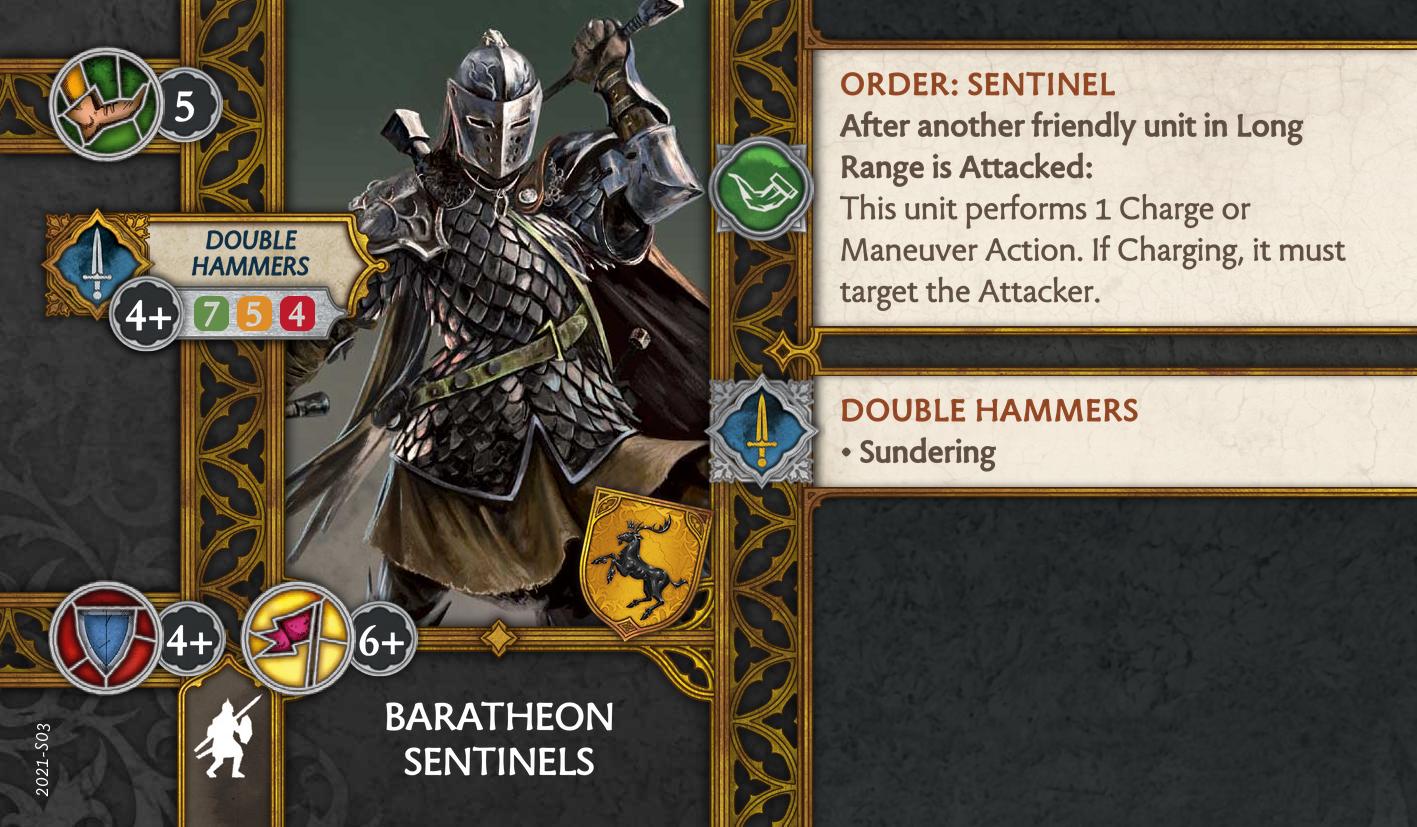 5
DOUBLE
HAMMERS
4+ 7 5 4
4+ 6+
BARATHEON
SENTINELS
2021-S03
ORDER: SENTINEL
After another friendly unit in Long
Range is Attacked:
This unit performs 1 Charge or
Maneuver Action. If Charging, it must
target the Attacker.
DOUBLE HAMMERS
• Sundering